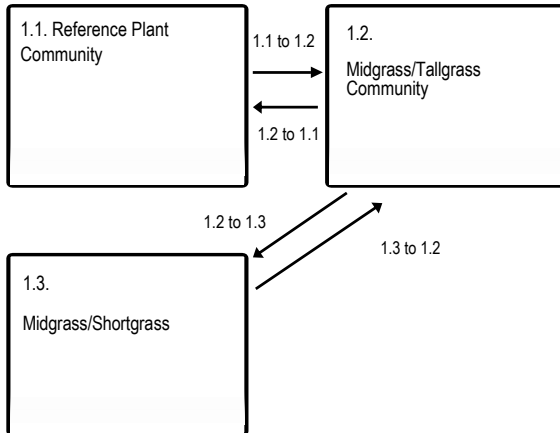 1.1. Reference Plant
Community
1.1 to 1.2
1.2 to 1.1
1.2.
Midgrass/Tallgrass
Community
1.2 to 1.3
1.3 to 1.2
1.3.
Midgrass/Shortgrass